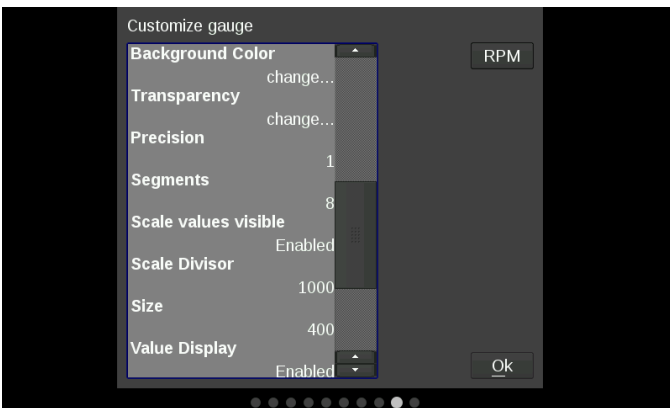 Customize gauge
Background Color
RPM
change...
Transparency
change...
Precision
1
Segments
8
Scale values visible
Enabled
Scale Divisor
1000
Size
400
Value Display
Enabled
Ok